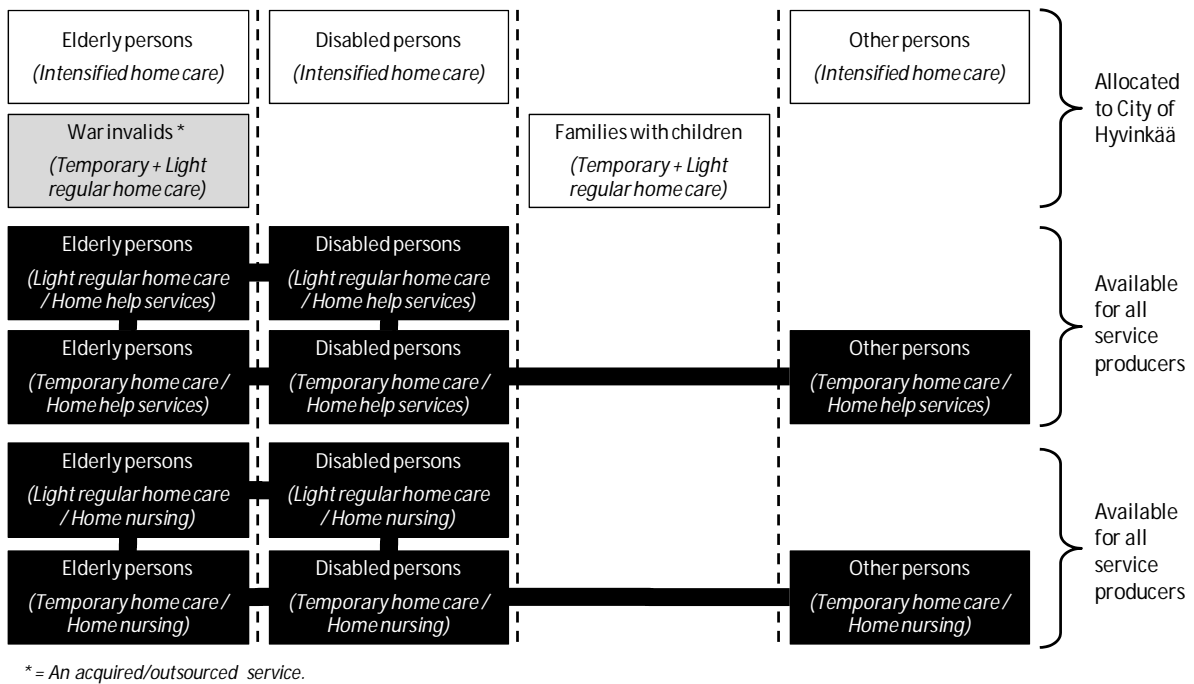 Elderly persons
(Intensified home care)
Disabled persons
(Intensified home care)
Other persons
(Intensified home care)
Allocated
to City of
Hyvinkää
War invalids *
(Temporary + Light
regular home care)
Families with children
(Temporary + Light
regular home care)
Elderly persons
(Light regular home care
/ Home help services)
Disabled persons
(Light regular home care
/ Home help services)
Available
for all
service
producers
Elderly persons
(Temporary home care /
Home help services)
Disabled persons
(Temporary home care /
Home help services)
Other persons
(Temporary home care /
Home help services)
Elderly persons
(Light regular home care
/ Home nursing)
Disabled persons
(Light regular home care
/ Home nursing)
Available
for all
service
producers
Elderly persons
(Temporary home care /
Home nursing)
Disabled persons
(Temporary home care /
Home nursing)
Other persons
(Temporary home care /
Home nursing)
* = An acquired/outsourced service.